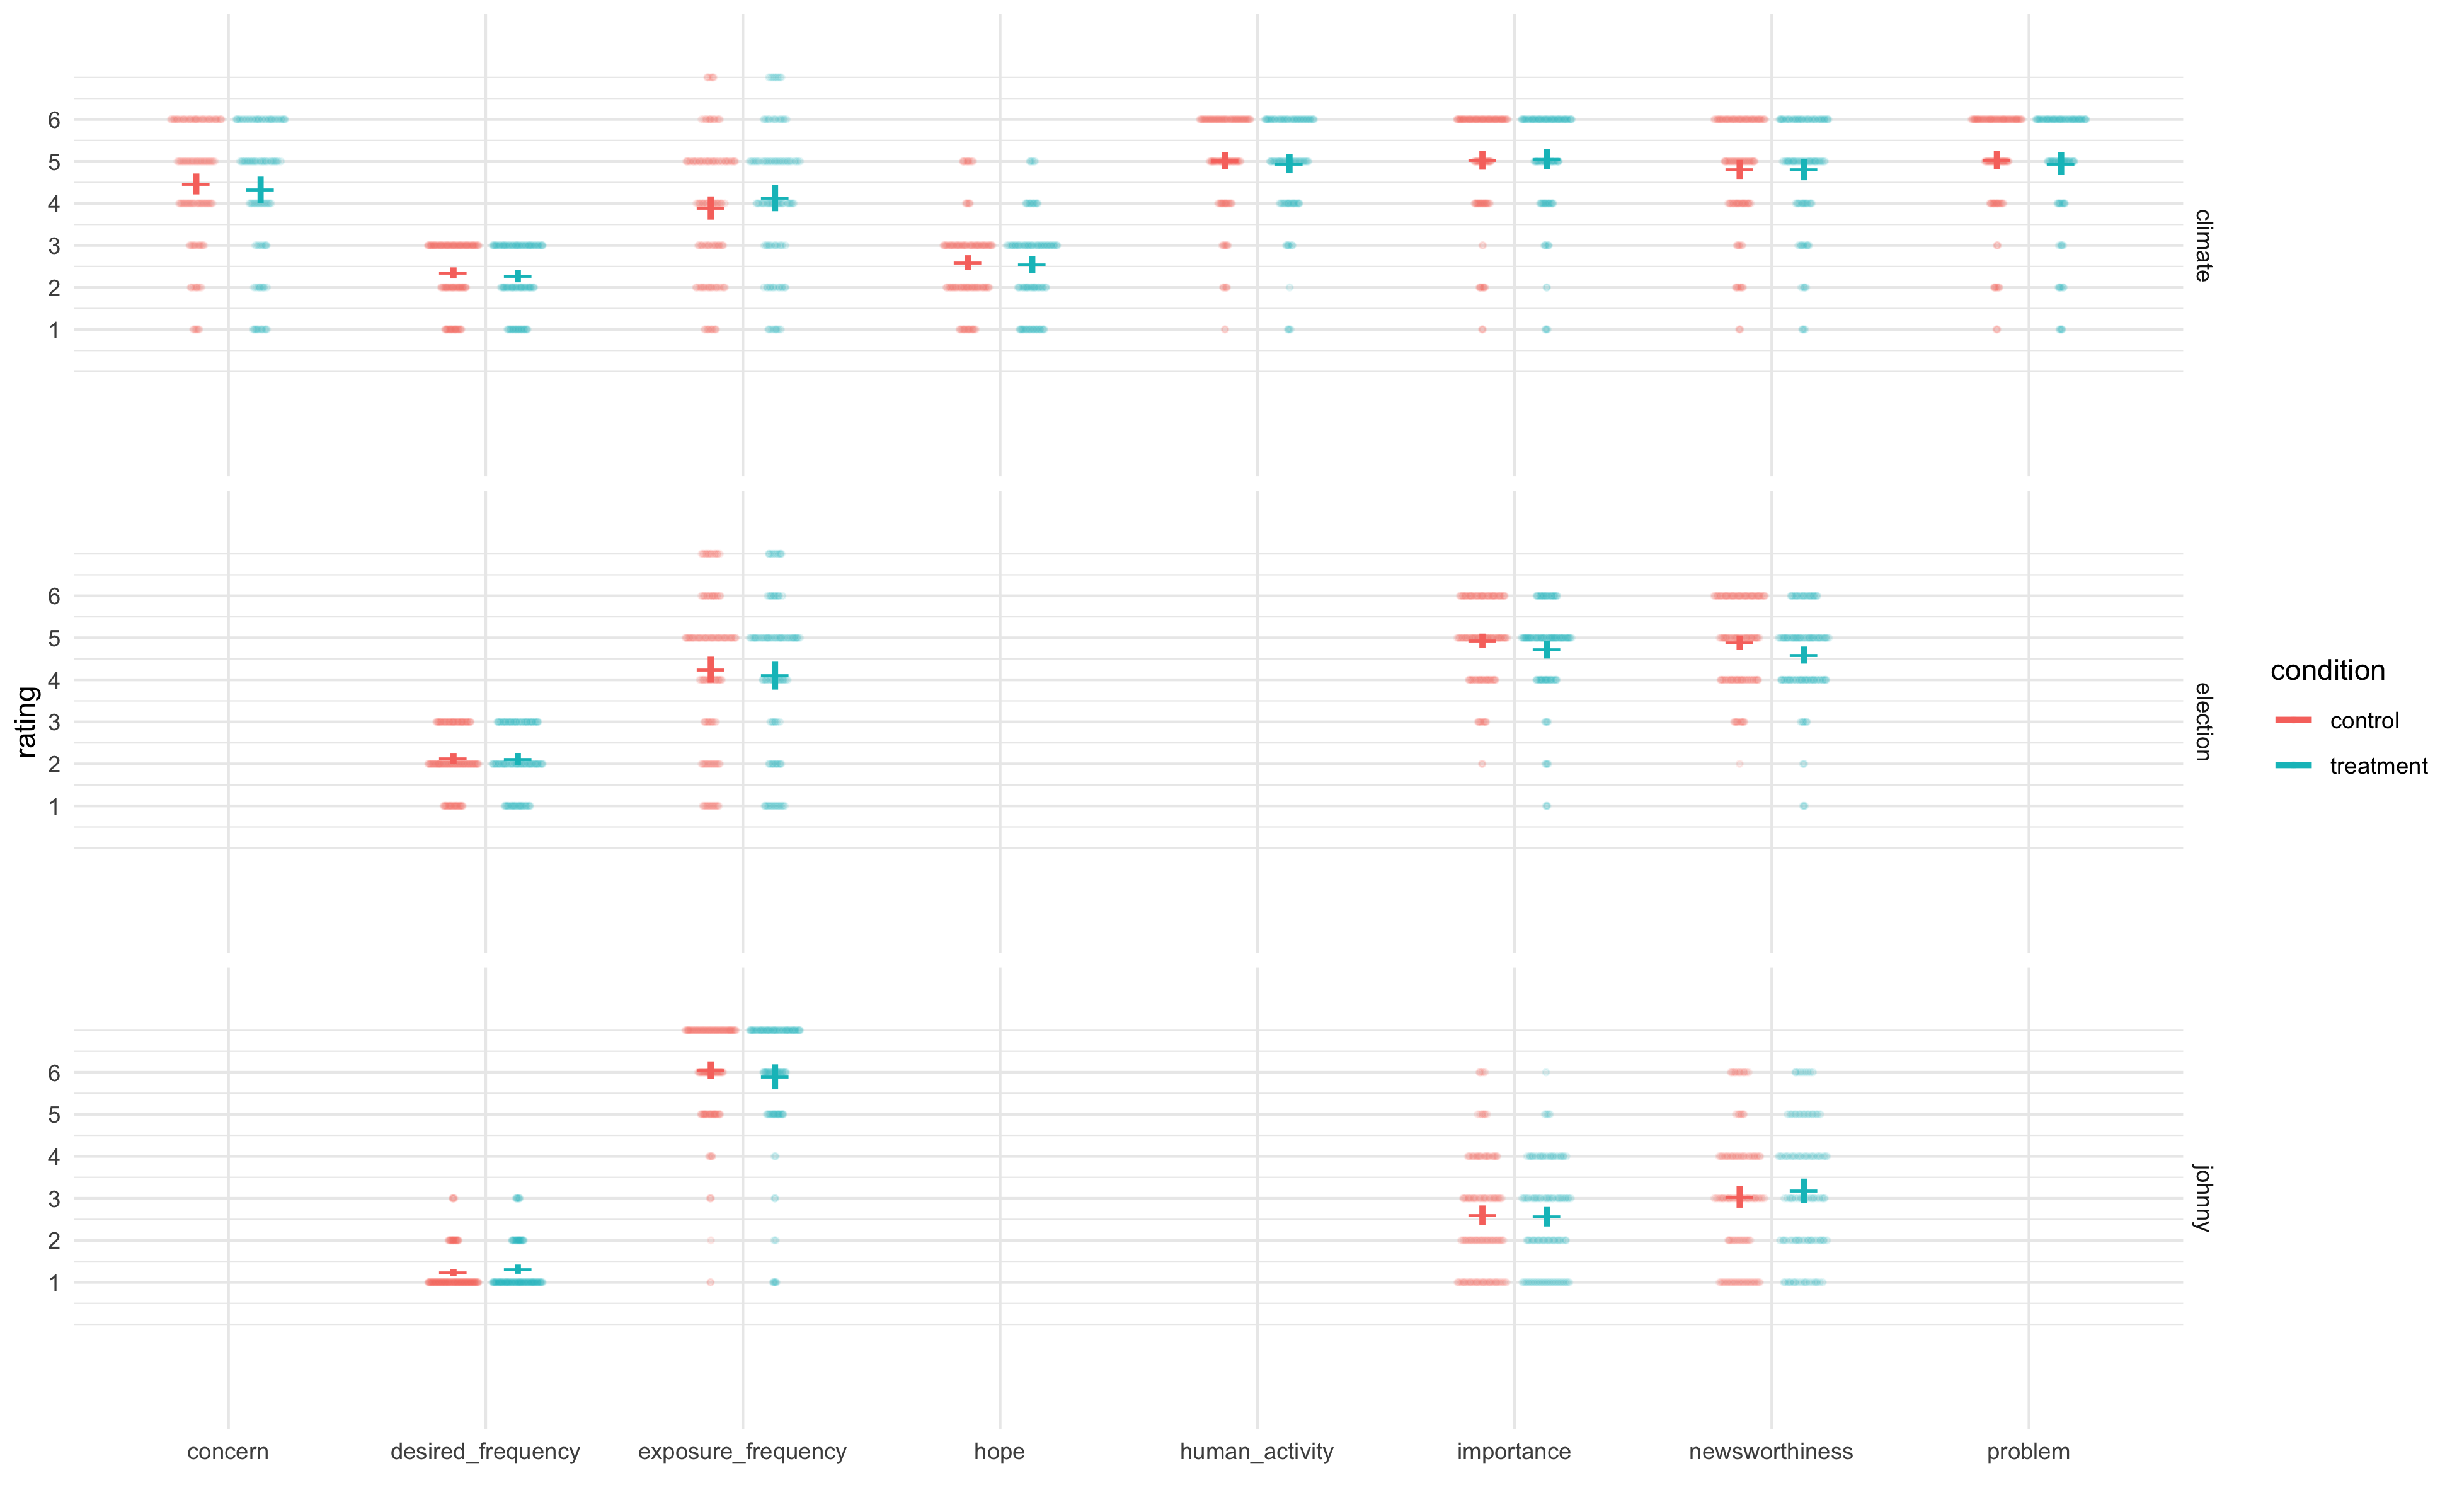 rating
6
5
4
3
2
1
climate
6
5
4
3
2
1
election
6
5
4
3
2
1
johnny
concern desired_frequency exposure_frequency hope human_activity importance newsworthiness problem
condition
control
treatment